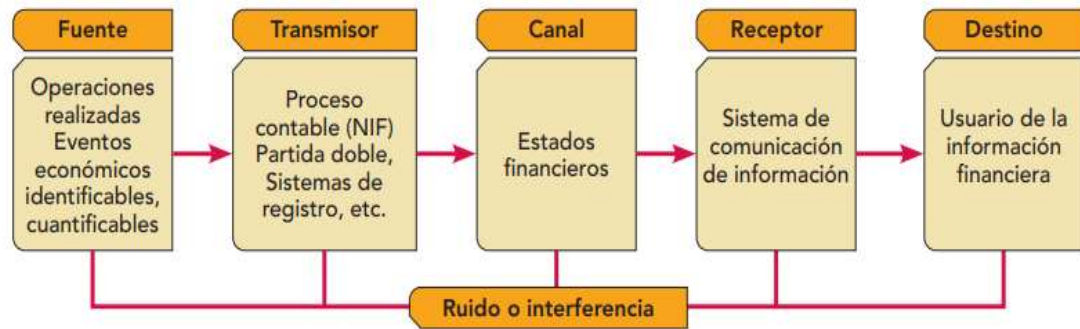 Fuente
Operaciones
realizadas
Eventos
económicos
identificables,
cuantificables
Transmisor
Proceso
contable (NIF)
Partida doble,
Sistemas de
registro, etc.
Canal
Estados
financieros
Receptor
Sistema de
comunicación
de información
Destino
Usuario de la
información
financiera
Ruido o interferencia